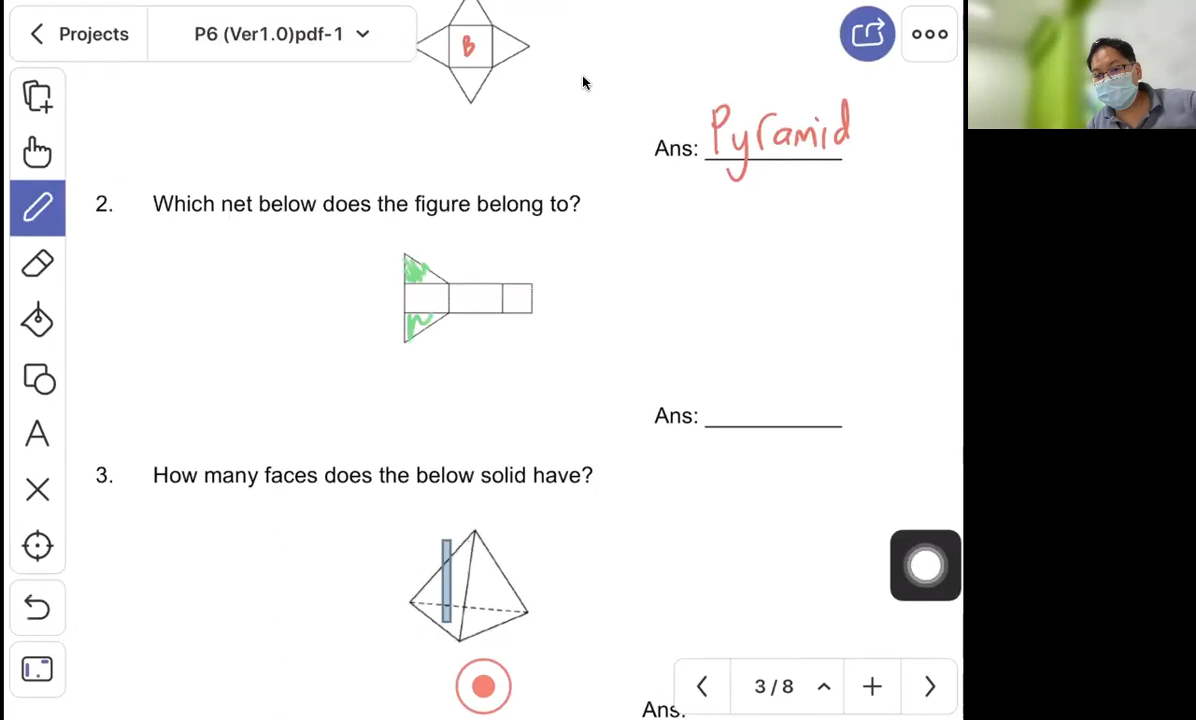 Projects
P6 (Ver1.0)pdf-1
B
Ans: Pyramid
2. Which net below does the figure belong to?
Ans:
3. How many faces does the below solid have?
A
3 / 8
Ans: